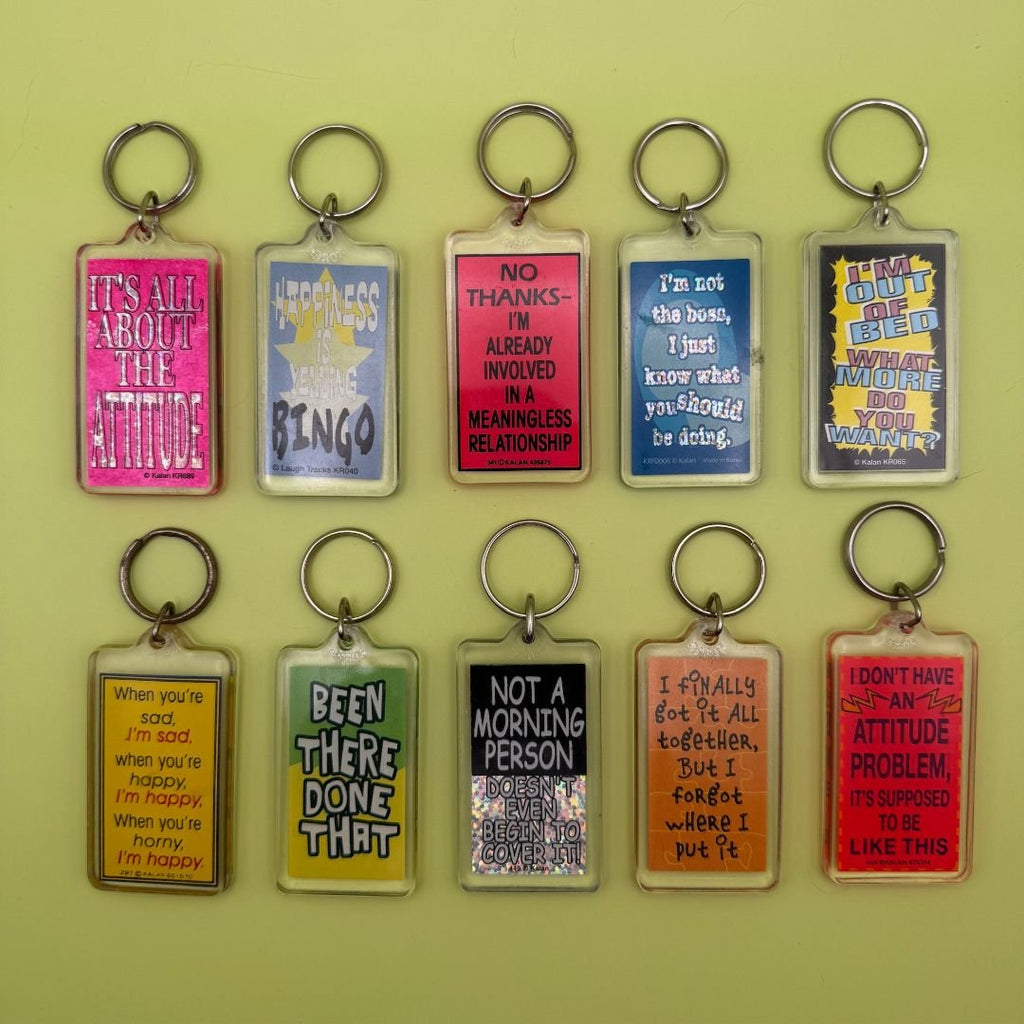 IT'S ALL
ABOUT
THE
ATTITUDE
© Kalan KR089
HAPPINESS
IS
YELLING
BINGO
© Laugh Tracks KR040
NO
THANKS–
I'M
ALREADY
INVOLVED
IN A
MEANINGLESS
RELATIONSHIP
I'm not
the boss,
I just
know what
you should
be doing.
© Kalan Made in Korea
I'M
OUT
OF
BED
WHAT
MORE
DO
YOU
WANT?
© Kalan KR065
When you're
sad,
I'm sad.
when you're
happy,
I'm happy,
When you're
horny,
I'm happy.
291 © KALAN
BEEN
THERE
DONE
THAT
NOT A
MORNING
PERSON
DOESN'T
EVEN
BEGIN TO
COVER IT!
I fiNALLY
got it ALL
together,
But I
forgot
wHere I
put it
I DON'T HAVE
AN
ATTITUDE
PROBLEM,
IT'S SUPPOSED
TO BE
LIKE THIS